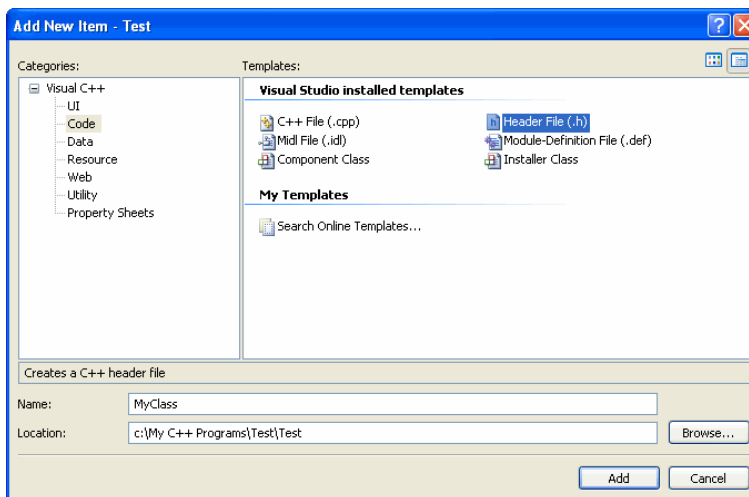 Add New Item - Test
Categories:
Templates:
Visual C++
UI
Code
Data
Resource
Web
Utility
Property Sheets
Visual Studio installed templates
C++ File (.cpp)
Header File (.h)
Midl File (.idl)
Module-Definition File (.def)
Component Class
Installer Class
My Templates
Search Online Templates...
Creates a C++ header file
Name:
MyClass
Location:
c:\My C++ Programs\Test\Test
Browse...
Add
Cancel